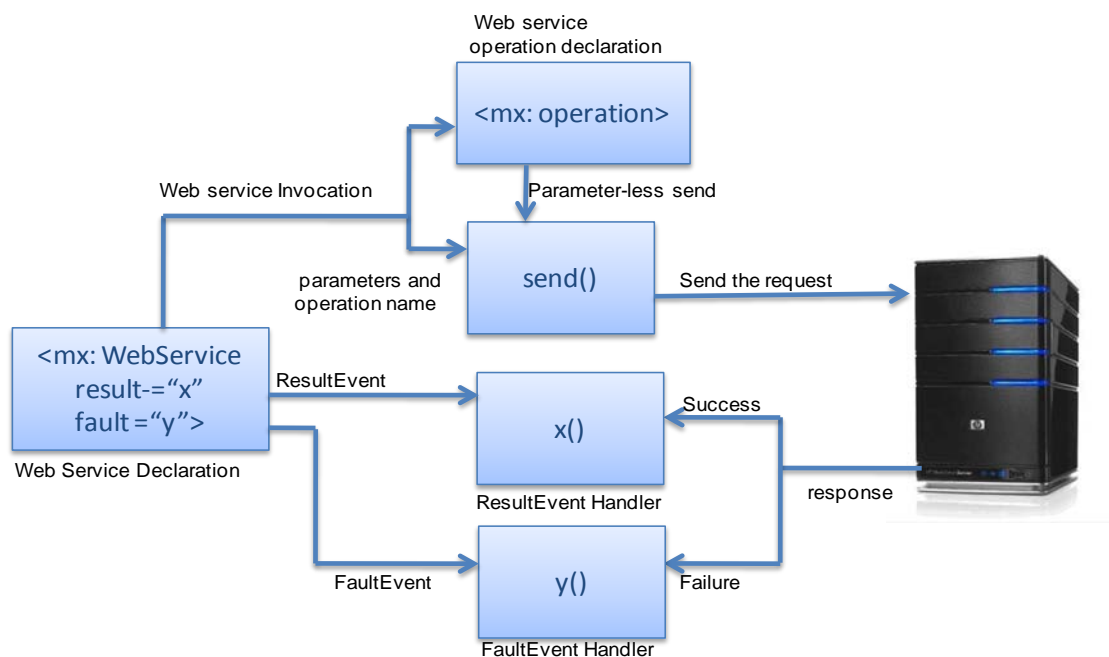 Web service
operation declaration
<mx: operation>
Web service Invocation
Parameter-less send
parameters and
operation name
send()
Send the request
<mx: WebService
result-=“x”
fault =“y”>
Web Service Declaration
ResultEvent
x()
Success
ResultEvent Handler
response
FaultEvent
y()
Failure
FaultEvent Handler
hp